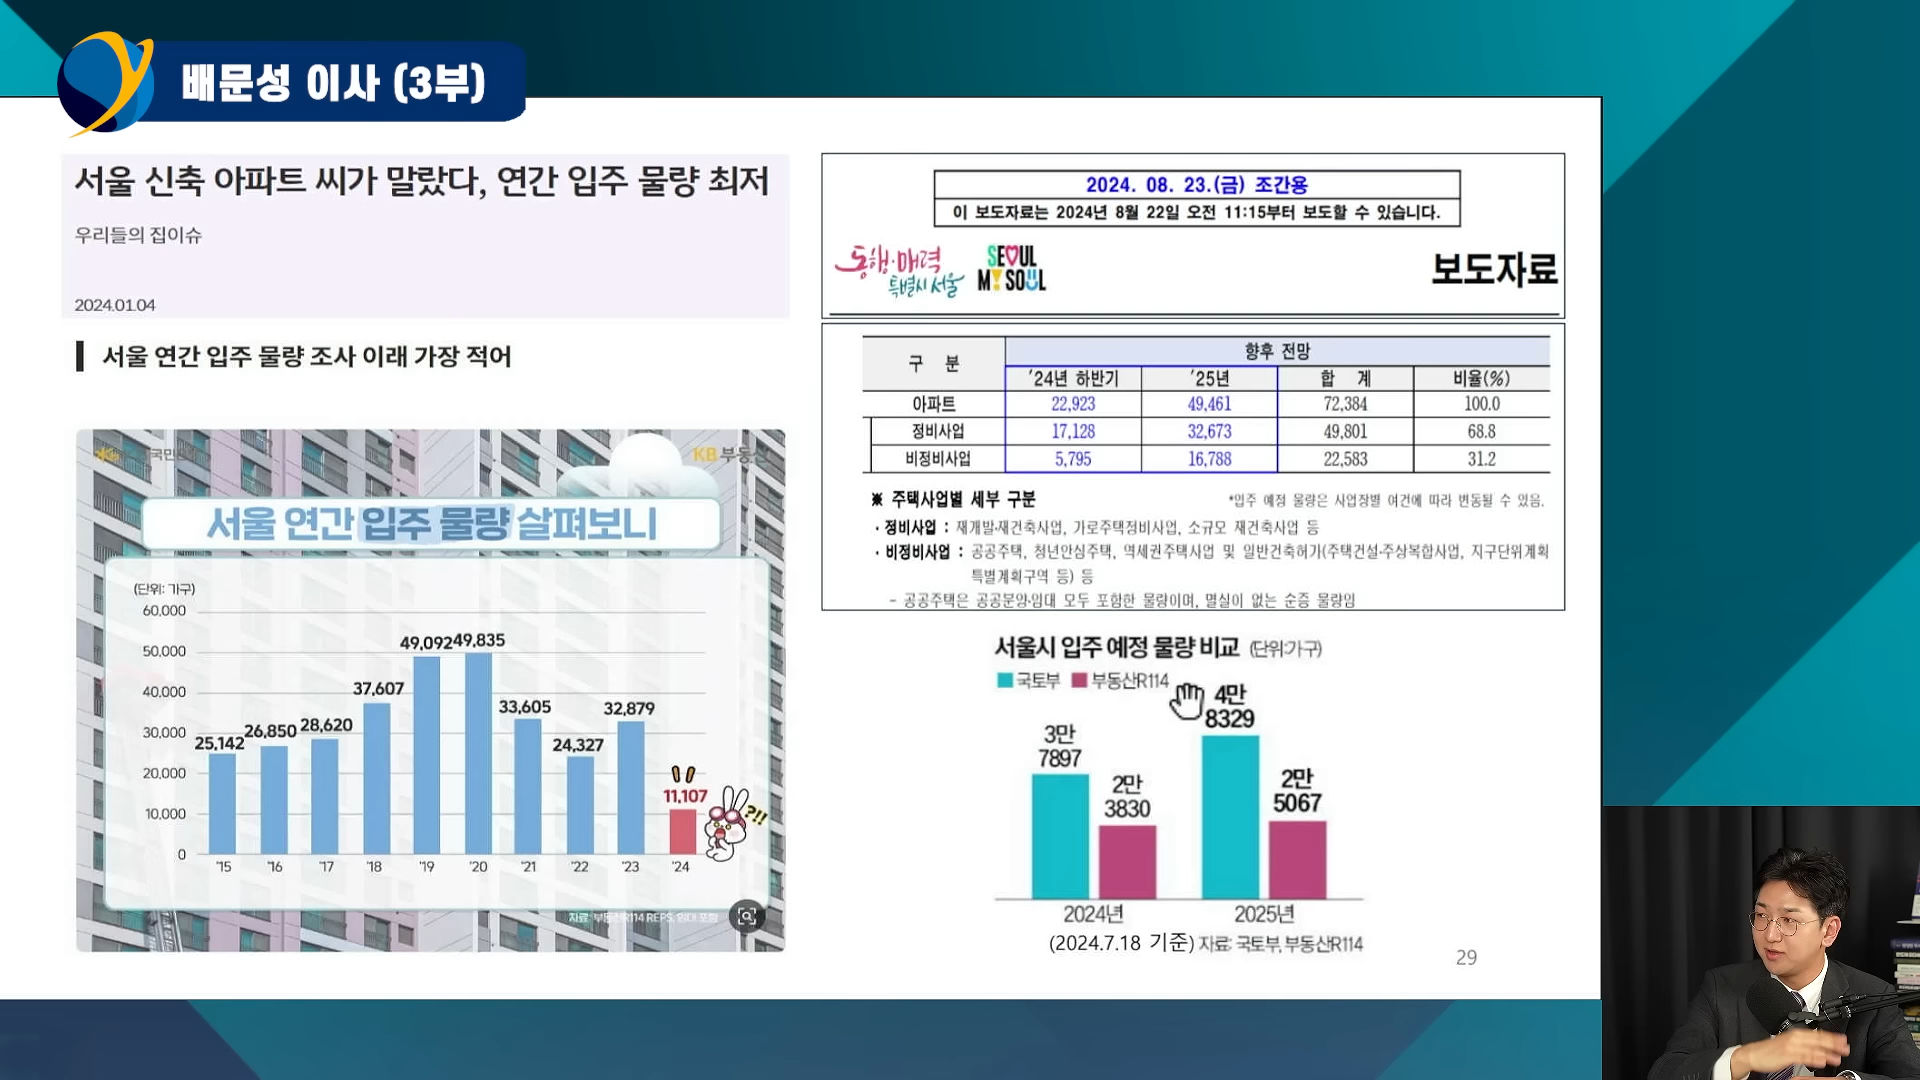 배문성 이사 (3부)
서울 신축 아파트 씨가 말랐다, 연간 입주 물량 최저
우리들의 집이슈
2024.01.04
서울 연간 입주 물량 조사 이래 가장 적어
KB 부동산
서울 연간 입주 물량 살펴보니
(단위: 가구)
60,000
50,000
40,000
30,000
20,000
10,000
0
25,142
26,850
28,620
37,607
49,092
49,835
33,605
24,327
32,879
11,107
?!!
'15 '16 '17 '18 '19 '20 '21 '22 '23 '24
자료: 부동산R114 REPS, 임대 포함
2024. 08. 23.(금) 조간용
이 보도자료는 2024년 8월 22일 오전 11:15부터 보도할 수 있습니다.
동행·매력
특별시 서울
SEOUL
MY SOUL
보도자료
구 분 향후 전망
'24년 하반기 '25년 합 계 비율(%)
아파트 22,923 49,461 72,384 100.0
정비사업 17,128 32,673 49,801 68.8
비정비사업 5,795 16,788 22,583 31.2
※ 주택사업별 세부 구분 *입주 예정 물량은 사업장별 여건에 따라 변동될 수 있음.
· 정비사업 : 재개발·재건축사업, 가로주택정비사업, 소규모 재건축사업 등
· 비정비사업 : 공공주택, 청년안심주택, 역세권주택사업 및 일반건축허가(주택건설·주상복합사업, 지구단위계획
특별계획구역 등) 등
- 공공주택은 공공분양·임대 모두 포함한 물량이며, 멸실이 없는 순증 물량임
서울시 입주 예정 물량 비교 (단위:가구)
국토부 부동산R114
3만
7897
2만
3830
4만
8329
2만
5067
2024년 2025년
(2024.7.18 기준) 자료: 국토부, 부동산R114
29